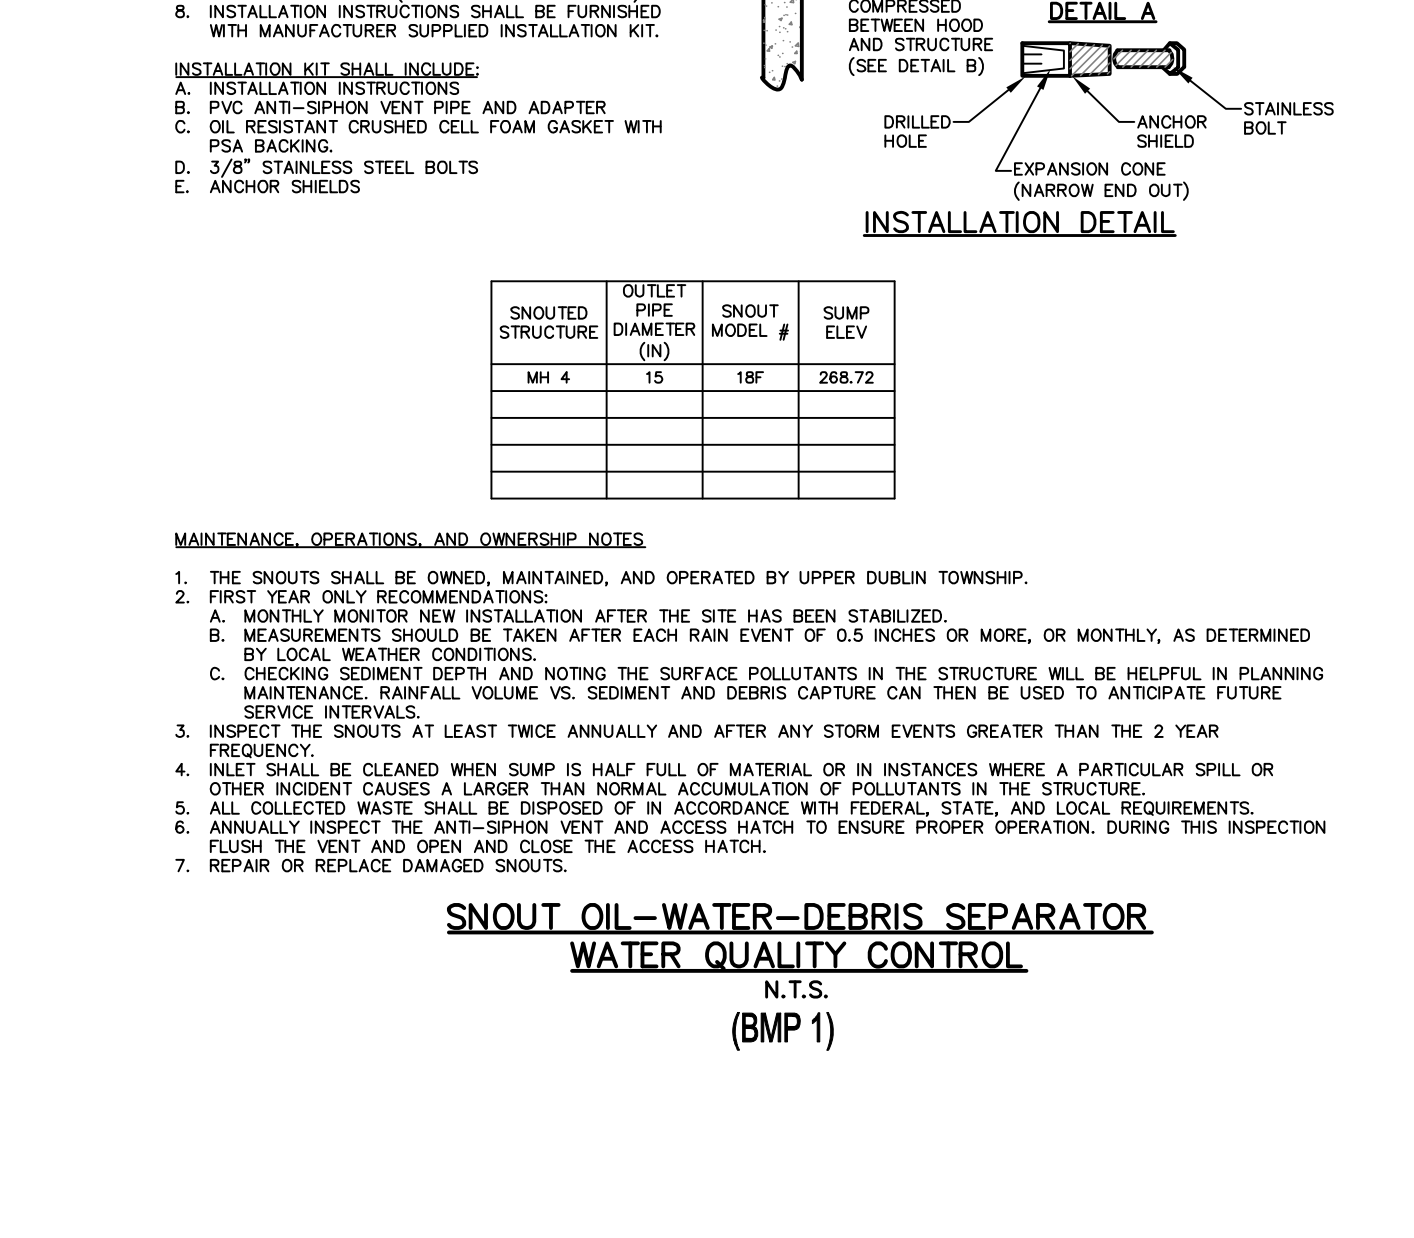 8. INSTALLATION INSTRUCTIONS SHALL BE FURNISHED
WITH MANUFACTURER SUPPLIED INSTALLATION KIT.
INSTALLATION KIT SHALL INCLUDE:
A. INSTALLATION INSTRUCTIONS
B. PVC ANTI-SIPHON VENT PIPE AND ADAPTER
C. OIL RESISTANT CRUSHED CELL FOAM GASKET WITH
PSA BACKING.
D. 3/8" STAINLESS STEEL BOLTS
E. ANCHOR SHIELDS
COMPRESSED
BETWEEN HOOD
AND STRUCTURE
(SEE DETAIL B)
DETAIL A
DRILLED
HOLE
ANCHOR
SHIELD
STAINLESS
BOLT
EXPANSION CONE
(NARROW END OUT)
INSTALLATION DETAIL
SNOUTED
STRUCTURE
OUTLET
PIPE
DIAMETER
(IN)
SNOUT
MODEL #
SUMP
ELEV
MH 4 15 18F 268.72
MAINTENANCE, OPERATIONS, AND OWNERSHIP NOTES
1. THE SNOUTS SHALL BE OWNED, MAINTAINED, AND OPERATED BY UPPER DUBLIN TOWNSHIP.
2. FIRST YEAR ONLY RECOMMENDATIONS:
A. MONTHLY MONITOR NEW INSTALLATION AFTER THE SITE HAS BEEN STABILIZED.
B. MEASUREMENTS SHOULD BE TAKEN AFTER EACH RAIN EVENT OF 0.5 INCHES OR MORE, OR MONTHLY, AS DETERMINED
BY LOCAL WEATHER CONDITIONS.
C. CHECKING SEDIMENT DEPTH AND NOTING THE SURFACE POLLUTANTS IN THE STRUCTURE WILL BE HELPFUL IN PLANNING
MAINTENANCE. RAINFALL VOLUME VS. SEDIMENT AND DEBRIS CAPTURE CAN THEN BE USED TO ANTICIPATE FUTURE
SERVICE INTERVALS.
3. INSPECT THE SNOUTS AT LEAST TWICE ANNUALLY AND AFTER ANY STORM EVENTS GREATER THAN THE 2 YEAR
FREQUENCY.
4. INLET SHALL BE CLEANED WHEN SUMP IS HALF FULL OF MATERIAL OR IN INSTANCES WHERE A PARTICULAR SPILL OR
OTHER INCIDENT CAUSES A LARGER THAN NORMAL ACCUMULATION OF POLLUTANTS IN THE STRUCTURE.
5. ALL COLLECTED WASTE SHALL BE DISPOSED OF IN ACCORDANCE WITH FEDERAL, STATE, AND LOCAL REQUIREMENTS.
6. ANNUALLY INSPECT THE ANTI-SIPHON VENT AND ACCESS HATCH TO ENSURE PROPER OPERATION. DURING THIS INSPECTION
FLUSH THE VENT AND OPEN AND CLOSE THE ACCESS HATCH.
7. REPAIR OR REPLACE DAMAGED SNOUTS.
SNOUT OIL-WATER-DEBRIS SEPARATOR
WATER QUALITY CONTROL
N.T.S.
(BMP 1)